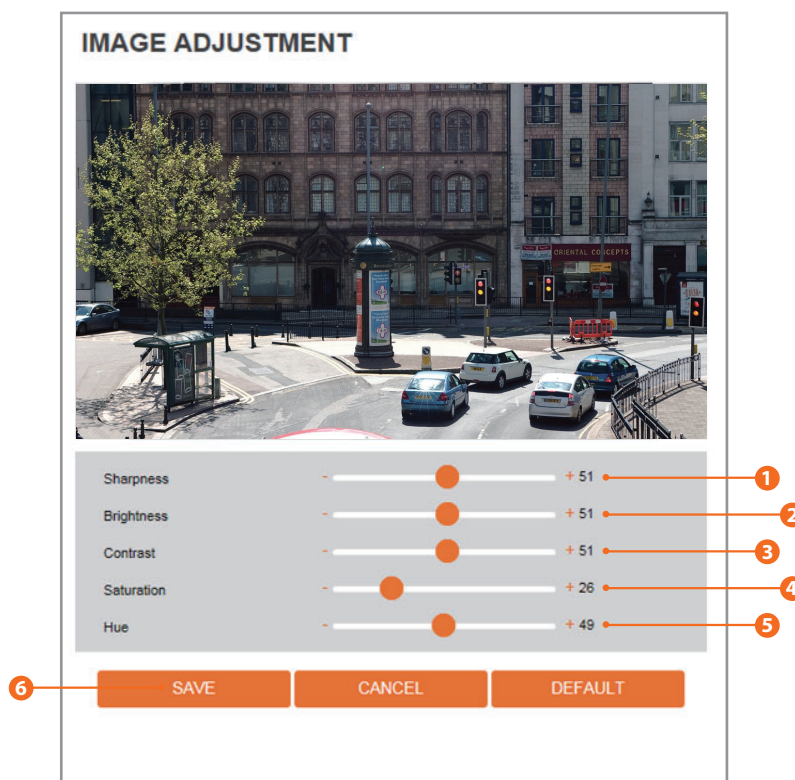 IMAGE ADJUSTMENT
ORIENTAL CONCEPTS
Sharpness - + 51 1
Brightness - + 51 2
Contrast - + 51 3
Saturation - + 26 4
Hue - + 49 5
6 SAVE CANCEL DEFAULT